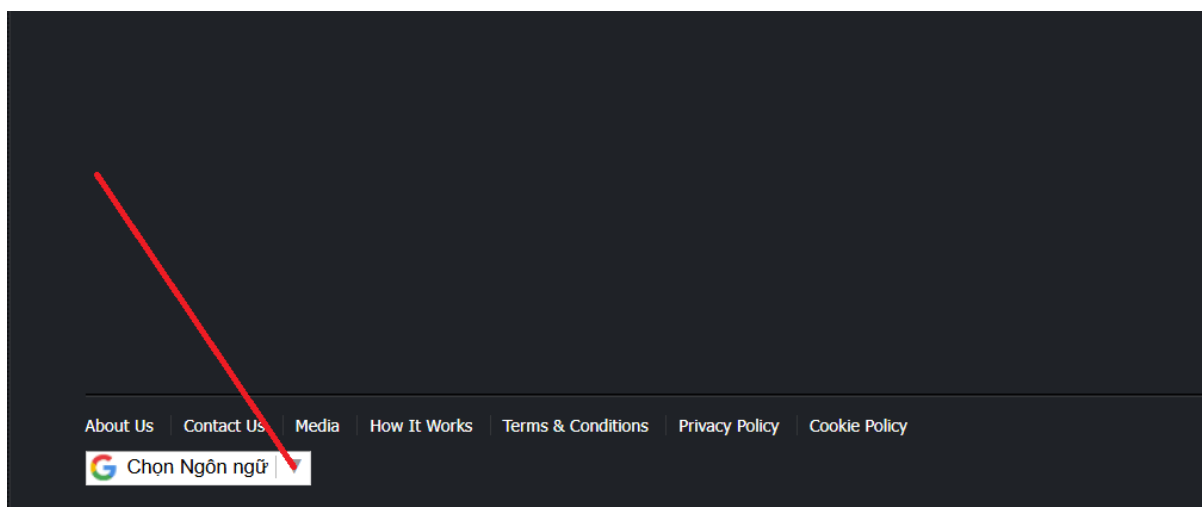 About Us Contact Us Media How It Works Terms & Conditions Privacy Policy Cookie Policy
Chọn Ngôn ngữ ▼